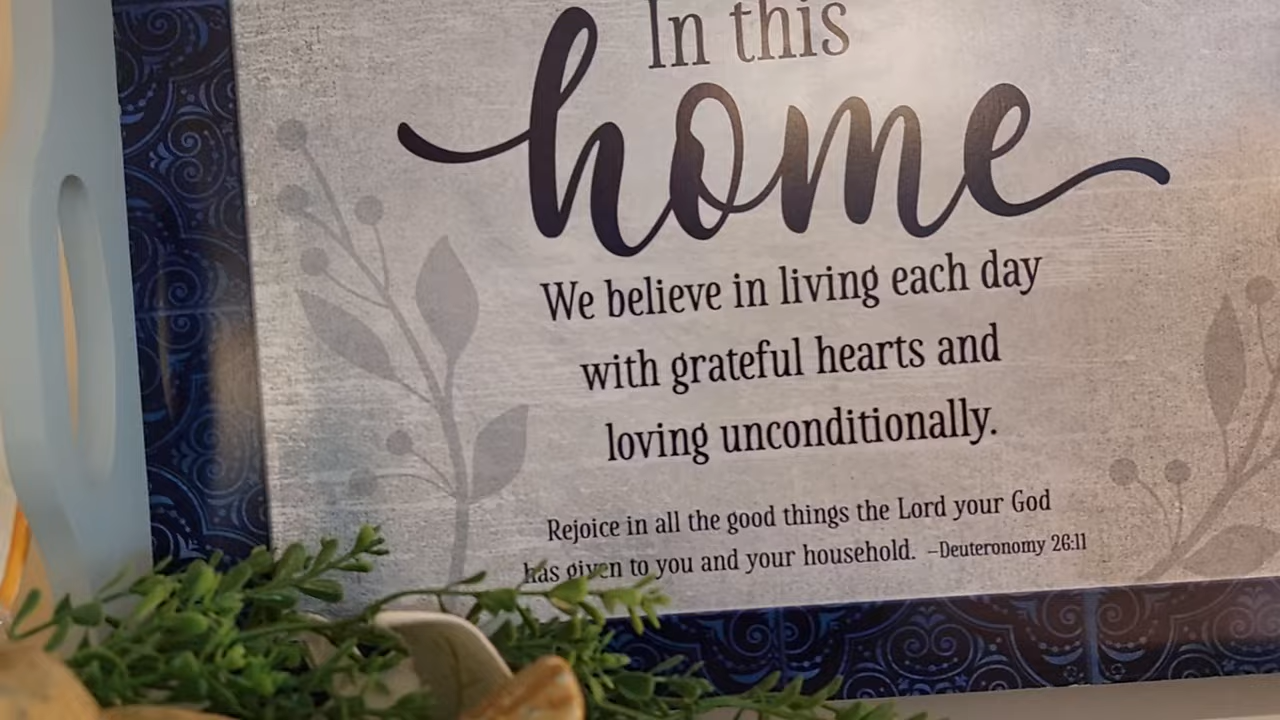 In this
home
We believe in living each day
with grateful hearts and
loving unconditionally.
Rejoice in all the good things the Lord your God
has given to you and your household. –Deuteronomy 26:11